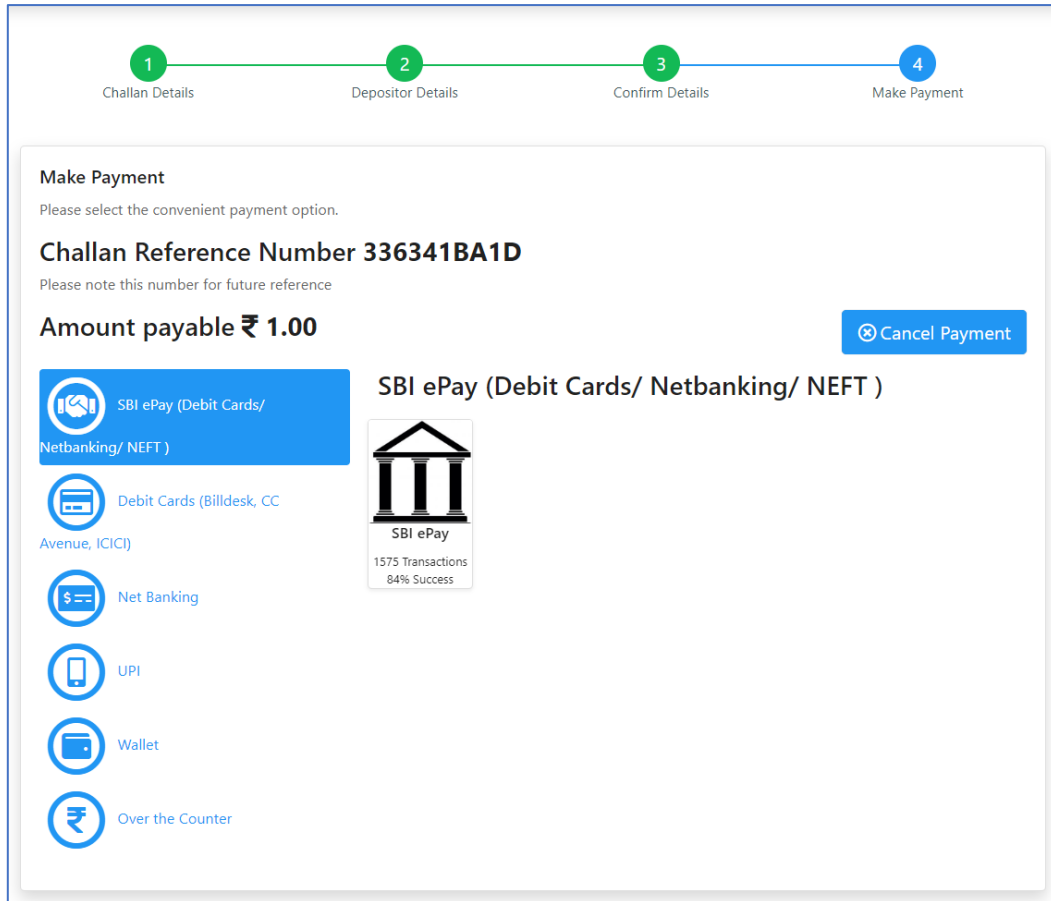 1
2
3
4
Challan Details
Depositor Details
Confirm Details
Make Payment
Make Payment
Please select the convenient payment option.
Challan Reference Number 336341BA1D
Please note this number for future reference
Amount payable ₹ 1.00
Cancel Payment
SBI ePay (Debit Cards/
Netbanking/ NEFT )
Debit Cards (Billdesk, CC
Avenue, ICICI)
Net Banking
UPI
Wallet
₹
Over the Counter
SBI ePay (Debit Cards/ Netbanking/ NEFT )
SBI ePay
1575 Transactions
84% Success